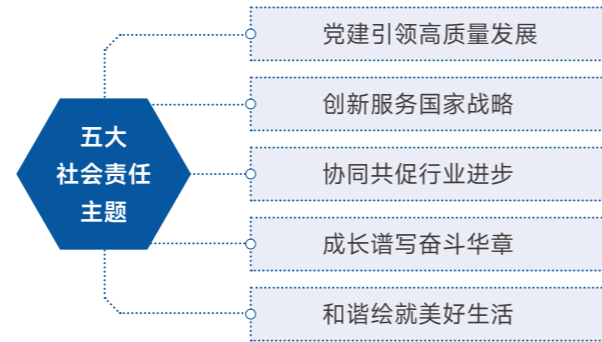 五大
社会责任
主题
党建引领高质量发展
创新服务国家战略
协同共促行业进步
成长谱写奋斗华章
和谐绘就美好生活